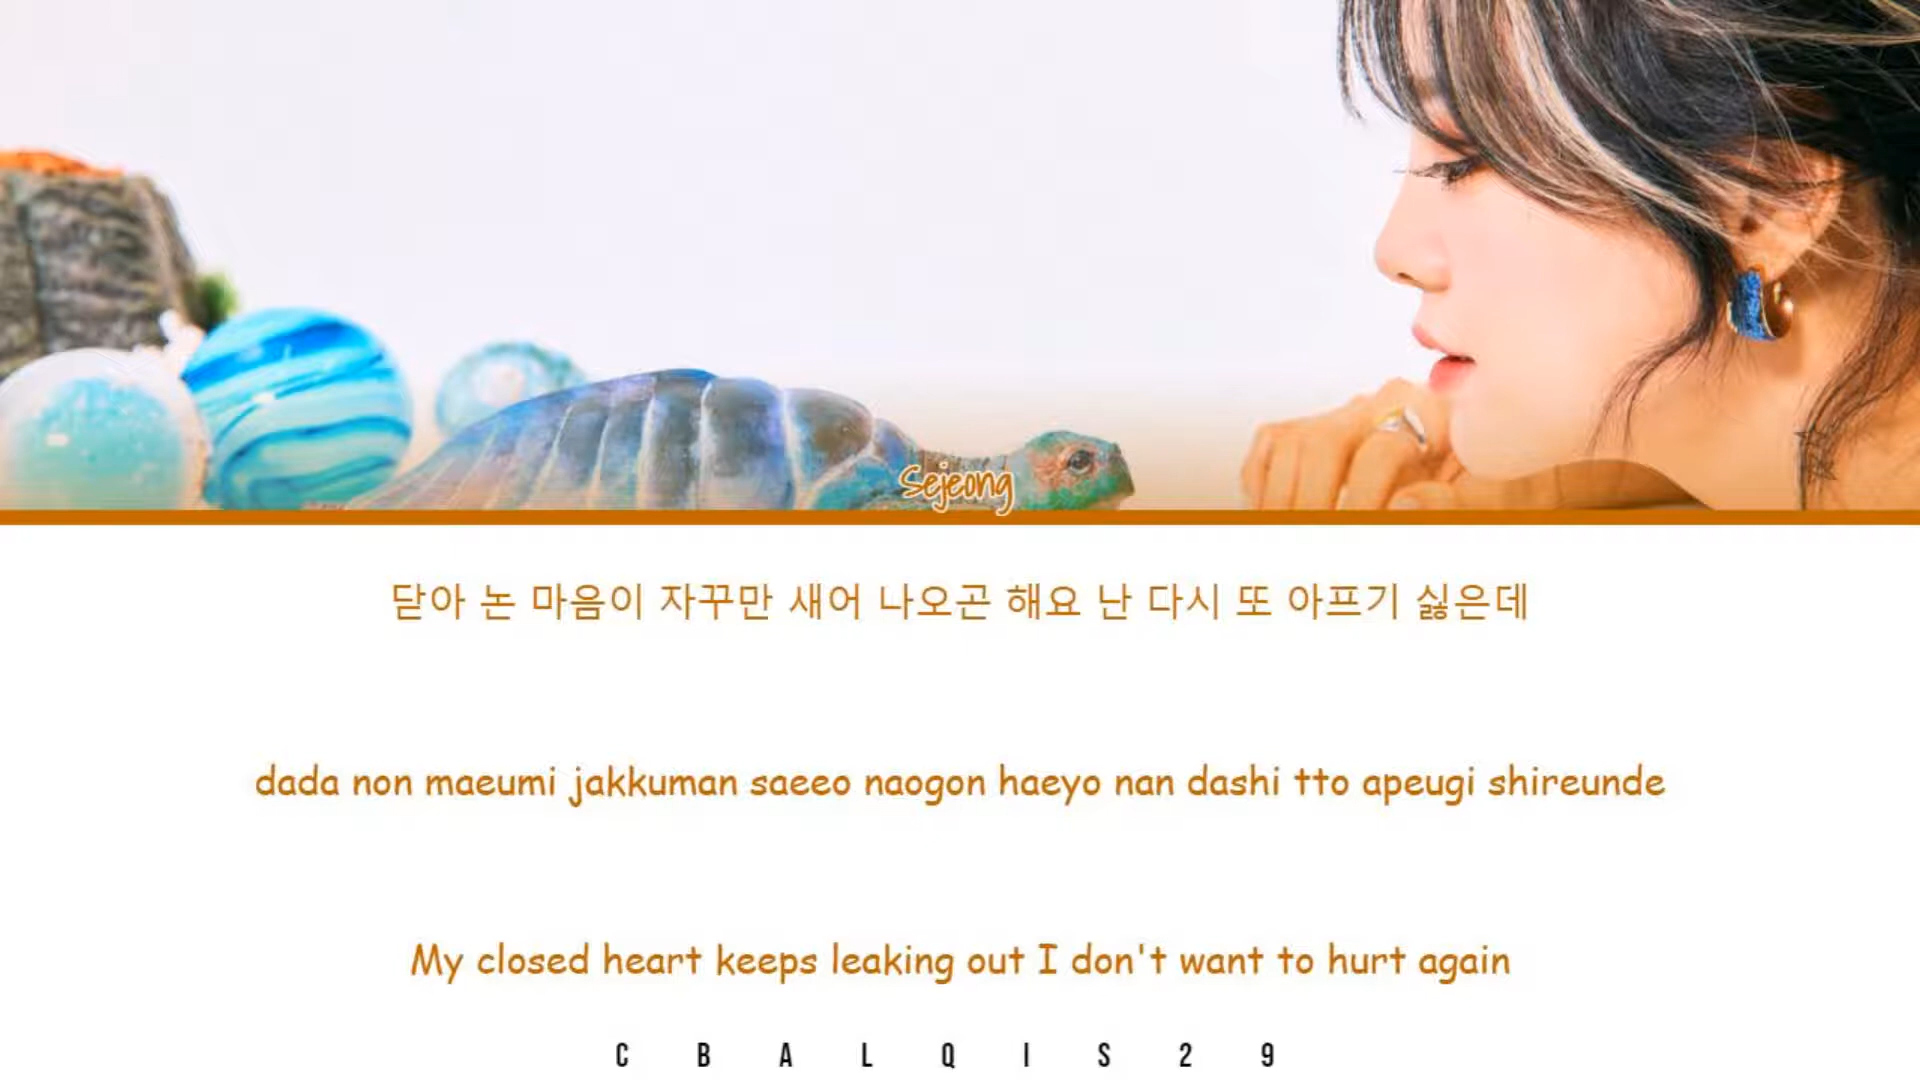 Sejeong
닫아 논 마음이 자꾸만 새어 나오곤 해요 난 다시 또 아프기 싫은데
dada non maeumi jakkuman saeeo naogon haeyo nan dashi tto apeugi shireunde
My closed heart keeps leaking out I don't want to hurt again
C B A L Q I S 2 9